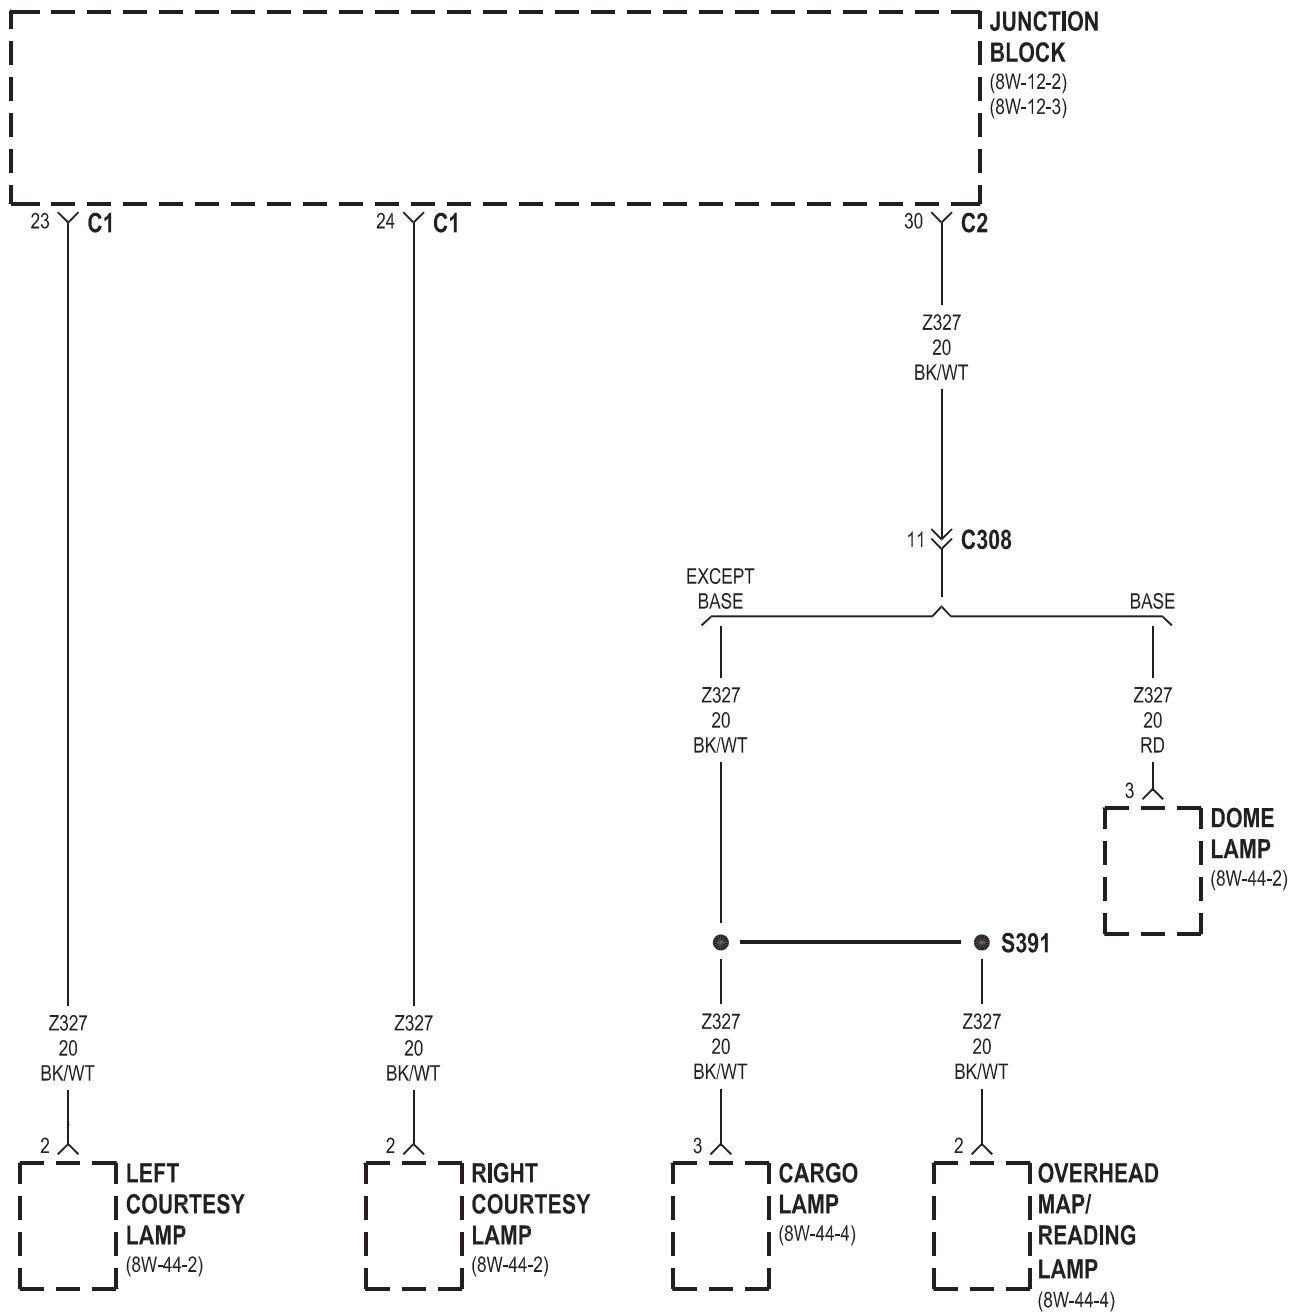 JUNCTION
BLOCK
(8W-12-2)
(8W-12-3)
23 C1
24 C1
30 C2
Z327
20
BK/WT
11 C308
EXCEPT
BASE
BASE
Z327
20
BK/WT
Z327
20
RD
3
DOME
LAMP
(8W-44-2)
S391
Z327
20
BK/WT
Z327
20
BK/WT
Z327
20
BK/WT
Z327
20
BK/WT
2
LEFT
COURTESY
LAMP
(8W-44-2)
2
RIGHT
COURTESY
LAMP
(8W-44-2)
3
CARGO
LAMP
(8W-44-4)
2
OVERHEAD
MAP/
READING
LAMP
(8W-44-4)